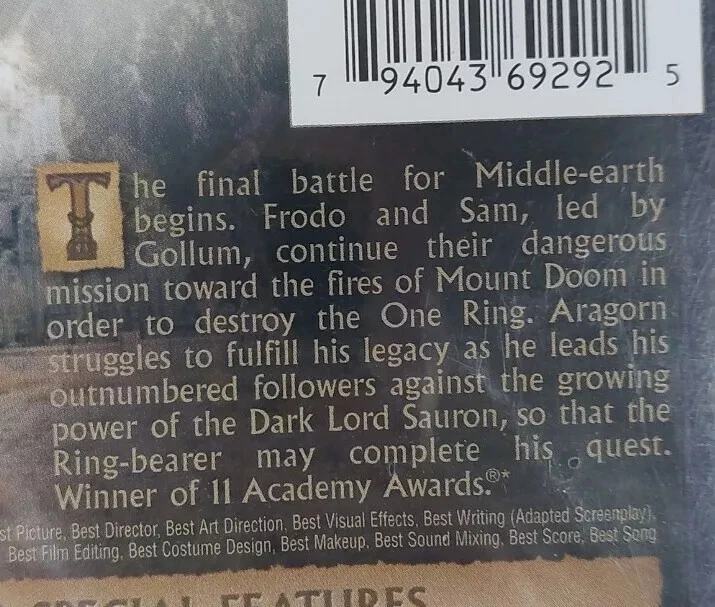 7 94043 69292 5
The final battle for Middle-earth
begins. Frodo and Sam, led by
Gollum, continue their dangerous
mission toward the fires of Mount Doom in
order to destroy the One Ring. Aragorn
struggles to fulfill his legacy as he leads his
outnumbered followers against the growing
power of the Dark Lord Sauron, so that the
Ring-bearer may complete his quest.
Winner of 11 Academy Awards.®*
st Picture, Best Director, Best Art Direction, Best Visual Effects, Best Writing (Adapted Screenplay),
Best Film Editing, Best Costume Design, Best Makeup, Best Sound Mixing, Best Score, Best Song
SPECIAL FEATURES